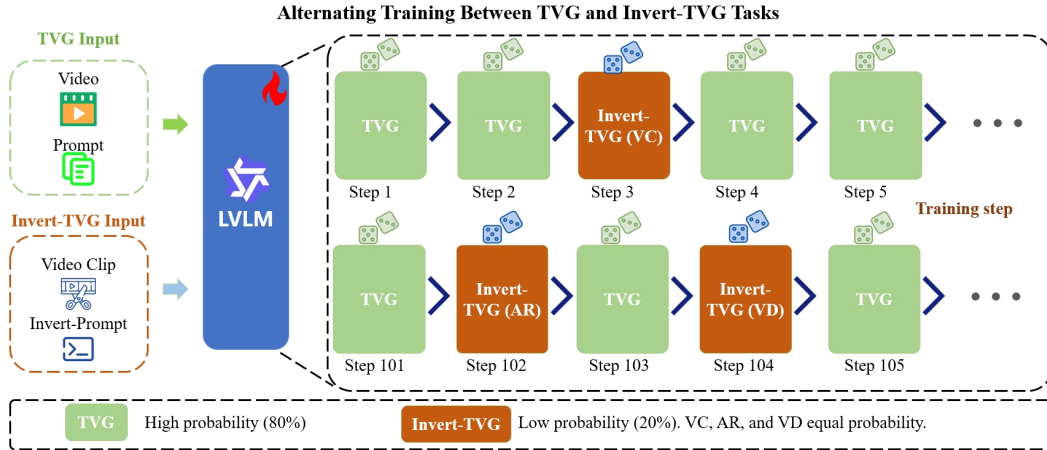 Alternating Training Between TVG and Invert-TVG Tasks
TVG Input
Video
Prompt
Invert-TVG Input
Video Clip
Invert-Prompt
LVLM
TVG
TVG
Invert-
TVG (VC)
TVG
TVG
Step 1
Step 2
Step 3
Step 4
Step 5
Training step
TVG
Invert-
TVG (AR)
TVG
Invert-
TVG (VD)
TVG
Step 101
Step 102
Step 103
Step 104
Step 105
TVG
High probability (80%)
Invert-TVG
Low probability (20%). VC, AR, and VD equal probability.